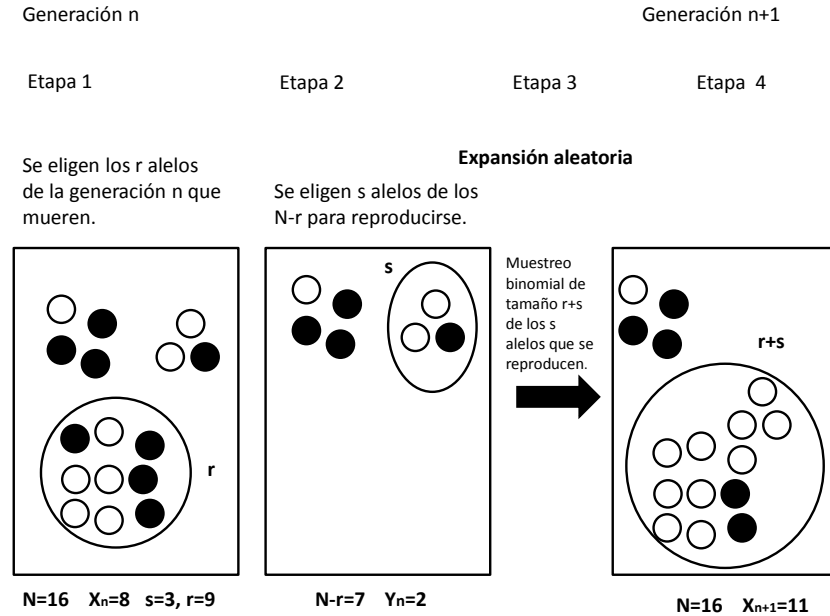 Generación n
Generación n+1
Etapa 1
Etapa 2
Etapa 3
Etapa 4
Expansión aleatoria
Se eligen los r alelos
de la generación n que
mueren.
Se eligen s alelos de los
N-r para reproducirse.
s
Muestreo
binomial de
tamaño r+s
de los s
alelos que se
reproducen.
r+s
r
N=16 Xn=8 s=3, r=9
N-r=7 Yn=2
N=16 Xn+1=11